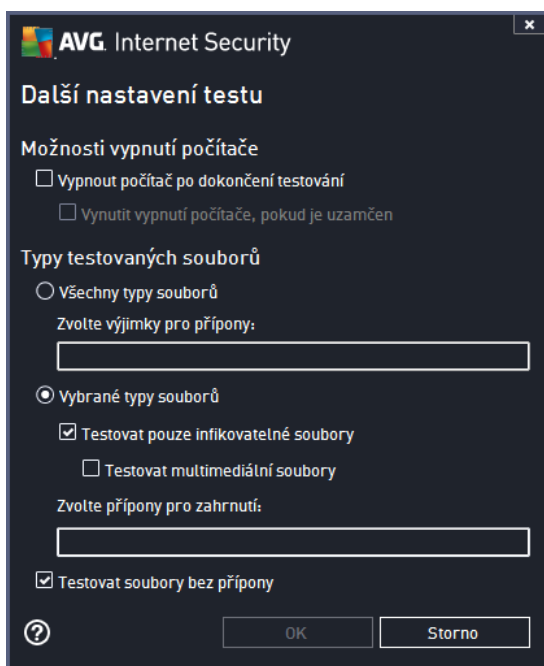 AVG. Internet Security
Další nastavení testu
Možnosti vypnutí počítače
Vypnout počítač po dokončení testování
Vynutit vypnutí počítače, pokud je uzamčen
Typy testovaných souborů
Všechny typy souborů
Zvolte výjimky pro přípony:
Vybrané typy souborů
Testovat pouze infikovatelné soubory
Testovat multimediální soubory
Zvolte přípony pro zahrnutí:
Testovat soubory bez přípony
OK
Storno